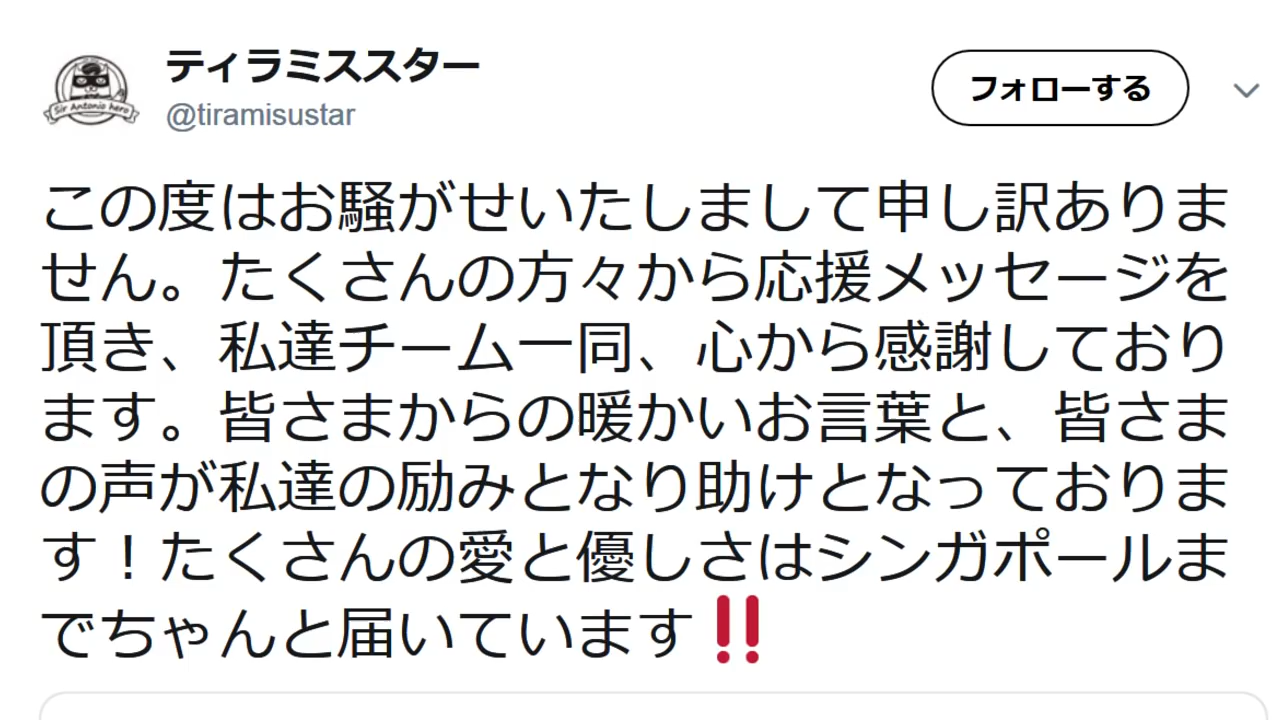 ティラミススター
@tiramisustar
フォローする
Sir Antonio hero
この度はお騒がせいたしまして申し訳ありま
せん。たくさんの方々から応援メッセージを
頂き、私達チーム一同、心から感謝しており
ます。皆さまからの暖かいお言葉と、皆さま
の声が私達の励みとなり助けとなっておりま
す！たくさんの愛と優しさはシンガポールま
でちゃんと届いています‼